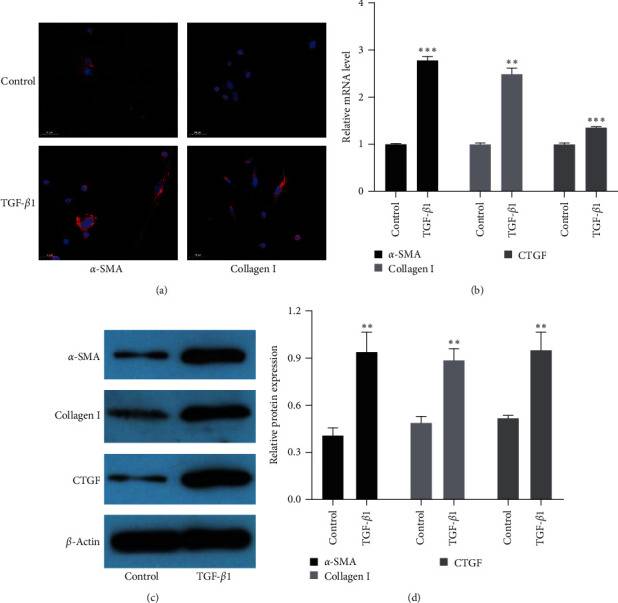 Control
TGF-β1
α-SMA
Collagen I
(a)
Relative mRNA level
4
3
2
1
0
***
**
***
Control
TGF-β1
Control
TGF-β1
Control
TGF-β1
α-SMA
Collagen I
CTGF
(b)
α-SMA
Collagen I
CTGF
β-Actin
Control
TGF-β1
(c)
Relative protein expression
1.2
0.9
0.6
0.3
0.0
**
**
**
Control
TGF-β1
Control
TGF-β1
Control
TGF-β1
α-SMA
Collagen I
CTGF
(d)